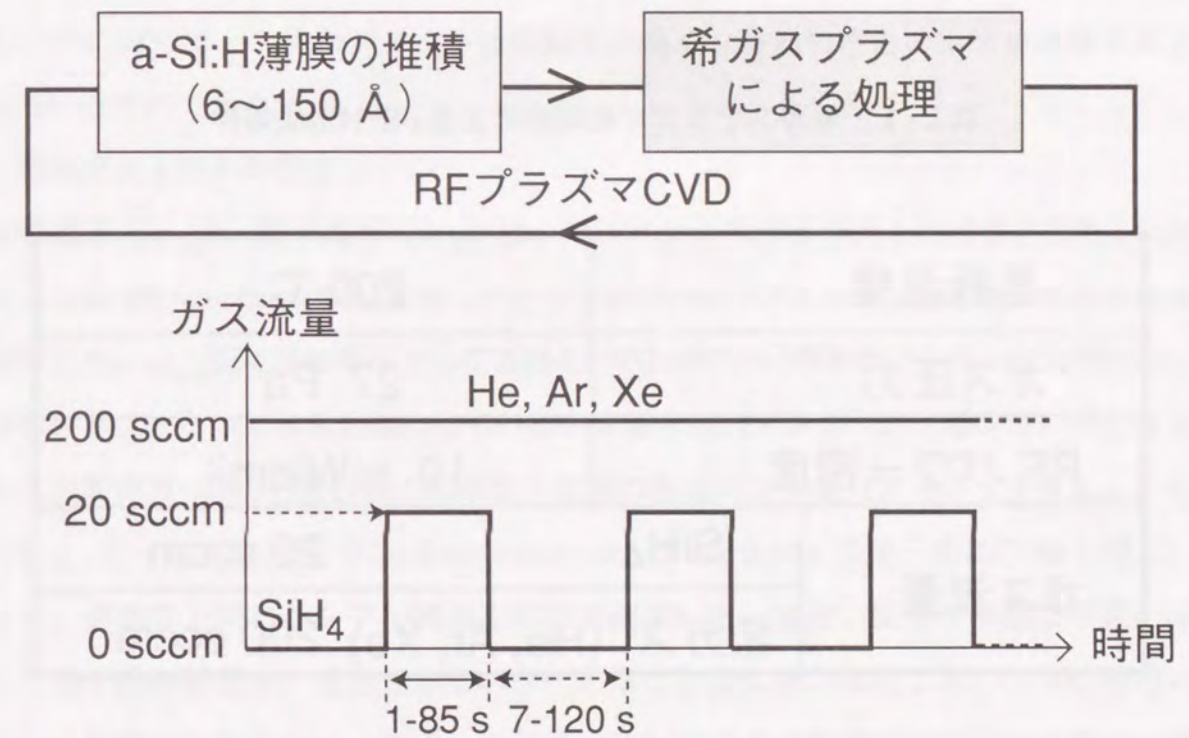 a-Si:H薄膜の堆積
（6～150 Å）
希ガスプラズマ
による処理
RFプラズマCVD
ガス流量
He, Ar, Xe
200 sccm
20 sccm
SiH4
0 sccm
時間
1-85 s
7-120 s